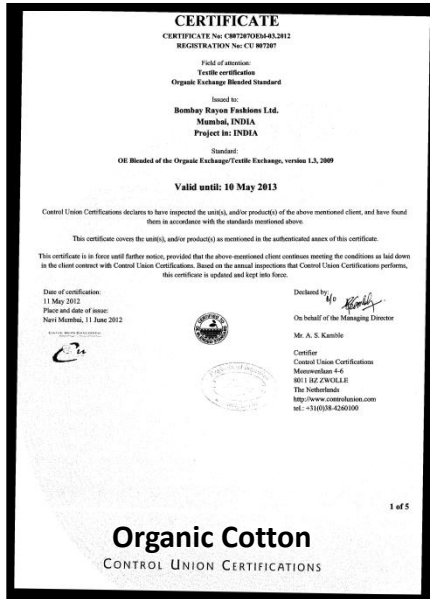 CERTIFICATE
CERTIFICATE No: C807207OEbl-03.2012
REGISTRATION No: CU 807207
Field of attention:
Textile certification
Organic Exchange Blended Standard
Issued to:
Bombay Rayon Fashions Ltd.
Mumbai, INDIA
Project in: INDIA
Standard:
OE Blended of the Organic Exchange/Textile Exchange, version 1.3, 2009
Valid until: 10 May 2013
Control Union Certifications declares to have inspected the unit(s), and/or product(s) of the above mentioned client, and have found
them in accordance with the standards mentioned above.
This certificate covers the unit(s), and/or product(s) as mentioned in the authenticated annex of this certificate.
This certificate is in force until further notice, provided that the above-mentioned client continues meeting the conditions as laid down
in the client contract with Control Union Certifications. Based on the annual inspections that Control Union Certifications performs,
this certificate is updated and kept into force.
Date of certification:
11 May 2012
Place and date of issue:
Navi Mumbai, 11 June 2012
Declared by:
On behalf of the Managing Director
Mr. A. S. Kamble
Certifier
Control Union Certifications
Meeuwenlaan 4-6
8011 BZ ZWOLLE
The Netherlands
http://www.controlunion.com
tel.: +31(0)38-4260100
1 of 5
Organic Cotton
CONTROL UNION CERTIFICATIONS